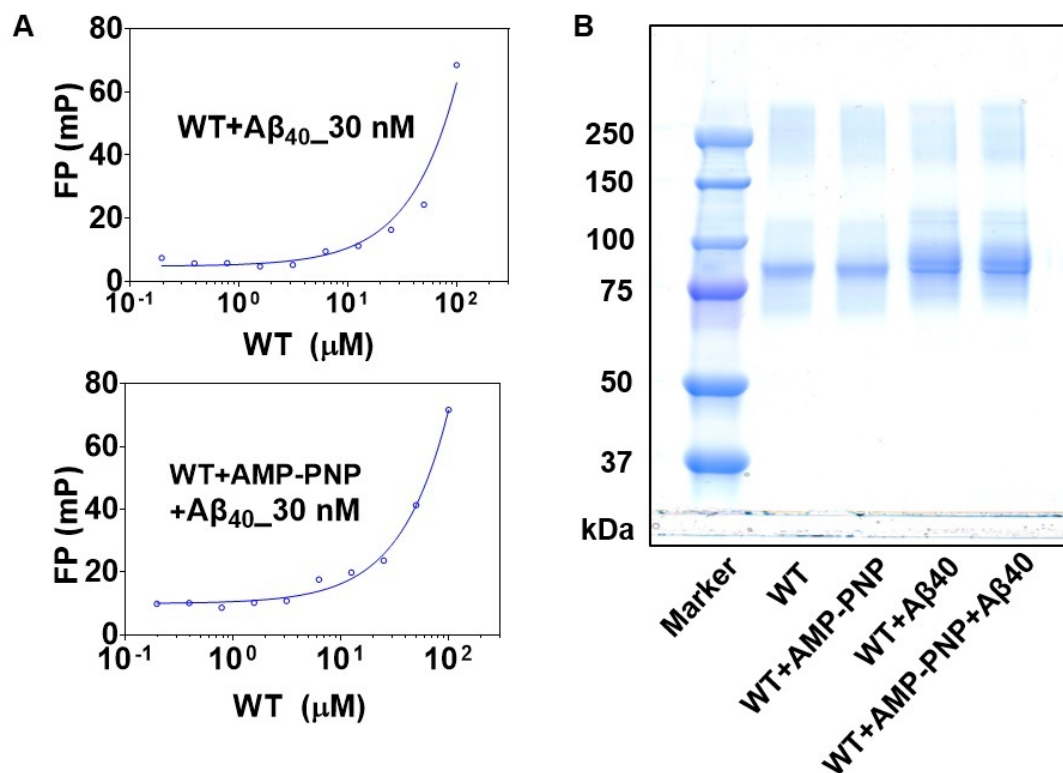 A
80
60
40
20
0
FP (mP)
WT+Aβ₄₀_30 nM
10⁻¹ 10⁰ 10¹ 10²
WT (μM)
80
60
40
20
0
FP (mP)
WT+AMP-PNP
+Aβ₄₀_30 nM
10⁻¹ 10⁰ 10¹ 10²
WT (μM)
B
250
150
100
75
50
37
kDa
Marker
WT
WT+AMP-PNP
WT+Aβ40
WT+AMP-PNP+Aβ40